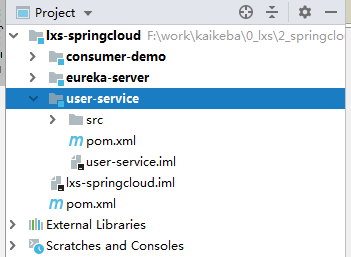 Project
lxs-springcloud F:\work\kaikeba\0_lxs\2_springclo
consumer-demo
eureka-server
user-service
src
pom.xml
user-service.iml
lxs-springcloud.iml
pom.xml
External Libraries
Scratches and Consoles